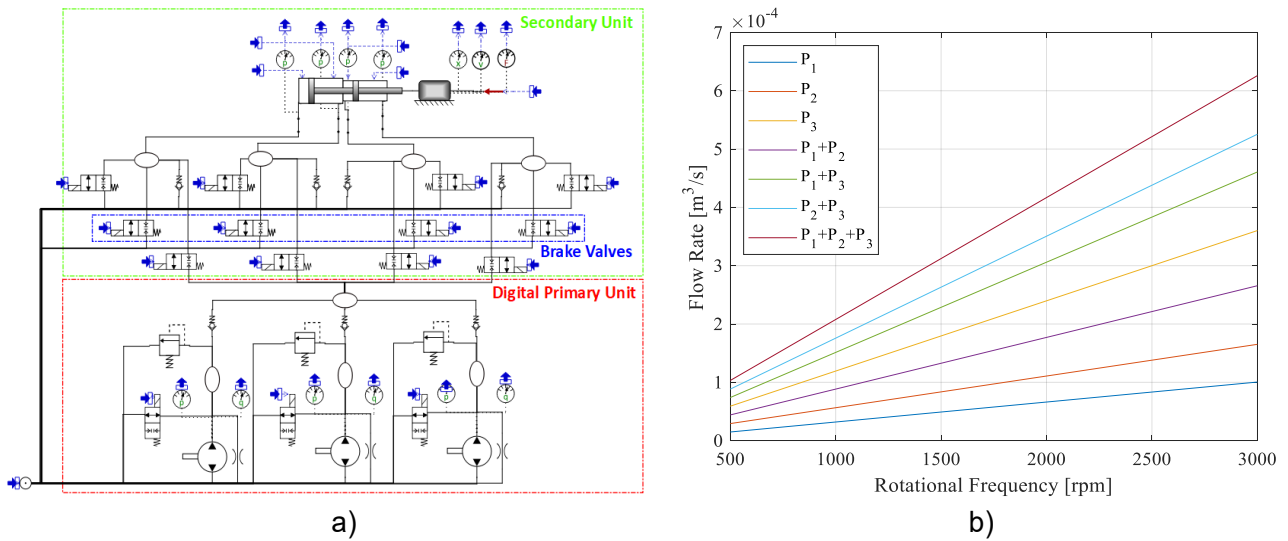 Secondary Unit
p p p p x v F
Brake Valves
Digital Primary Unit
p q p q p q
a)
× 10⁻⁴
7
6
5
4
3
2
1
0
Flow Rate [m³/s]
P₁
P₂
P₃
P₁+P₂
P₁+P₃
P₂+P₃
P₁+P₂+P₃
500 1000 1500 2000 2500 3000
Rotational Frequency [rpm]
b)